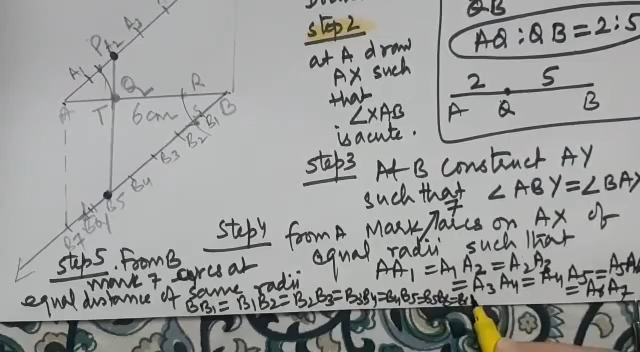 QB
AQ:QB=2:5
2 5
A Q B
step2
at A draw
AX such
that
∠XAB
is acute.
step3 At B construct AY
such that ∠ABY=∠BAX
step4 from A mark 7 arcs on AX of
equal radii such that
AA1 = A1A2 = A2A3
= A3A4 = A4A5 = A5A6
= A6A7
step5. From B
mark 7 arcs at
equal distance of same radii
BB1 = B1B2 = B2B3 = B3B4 = B4B5 = B5B6 =
A3
P A2
A1
Q R
A T 6cm B
B1
B2
B3
B4
B5
B6
B7